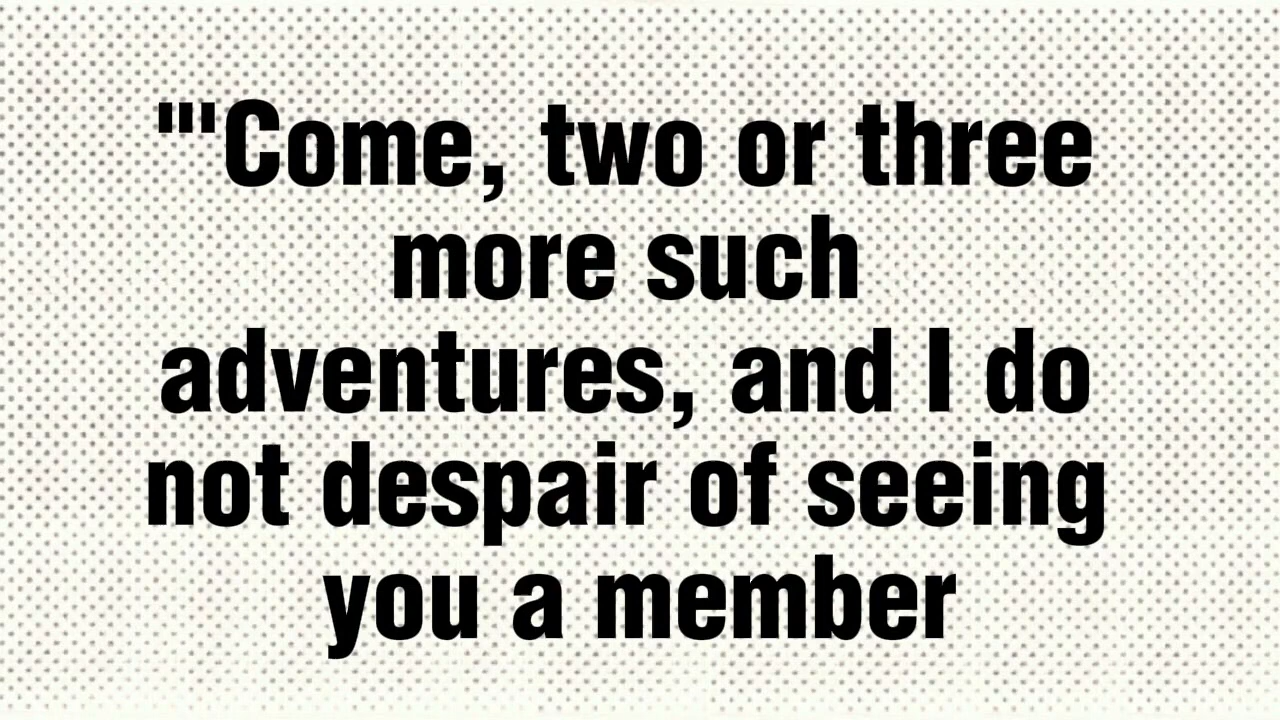 "'Come, two or three
more such
adventures, and I do
not despair of seeing
you a member